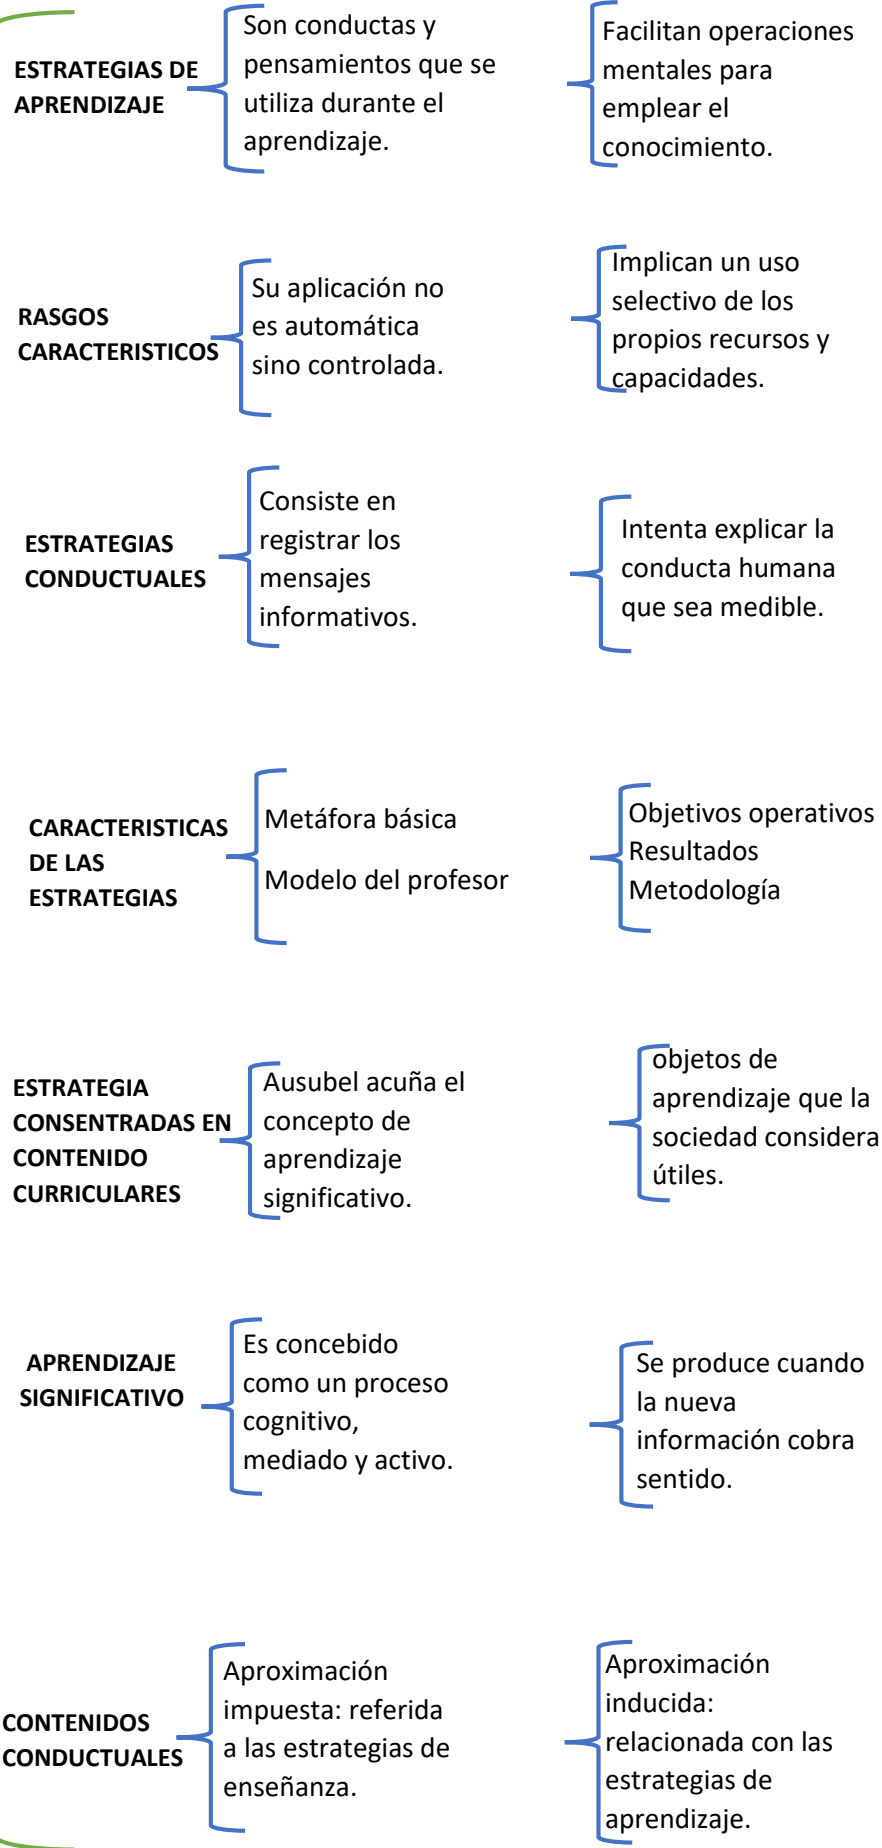 ESTRATEGIAS DE
APRENDIZAJE
Son conductas y
pensamientos que se
utiliza durante el
aprendizaje.
Facilitan operaciones
mentales para
emplear el
conocimiento.
RASGOS
CARACTERISTICOS
Su aplicación no
es automática
sino controlada.
Implican un uso
selectivo de los
propios recursos y
capacidades.
ESTRATEGIAS
CONDUCTUALES
Consiste en
registrar los
mensajes
informativos.
Intenta explicar la
conducta humana
que sea medible.
CARACTERISTICAS
DE LAS
ESTRATEGIAS
Metáfora básica
Modelo del profesor
Objetivos operativos
Resultados
Metodología
ESTRATEGIA
CONSENTRADAS EN
CONTENIDO
CURRICULARES
Ausubel acuña el
concepto de
aprendizaje
significativo.
objetos de
aprendizaje que la
sociedad considera
útiles.
APRENDIZAJE
SIGNIFICATIVO
Es concebido
como un proceso
cognitivo,
mediado y activo.
Se produce cuando
la nueva
información cobra
sentido.
CONTENIDOS
CONDUCTUALES
Aproximación
impuesta: referida
a las estrategias de
enseñanza.
Aproximación
inducida:
relacionada con las
estrategias de
aprendizaje.